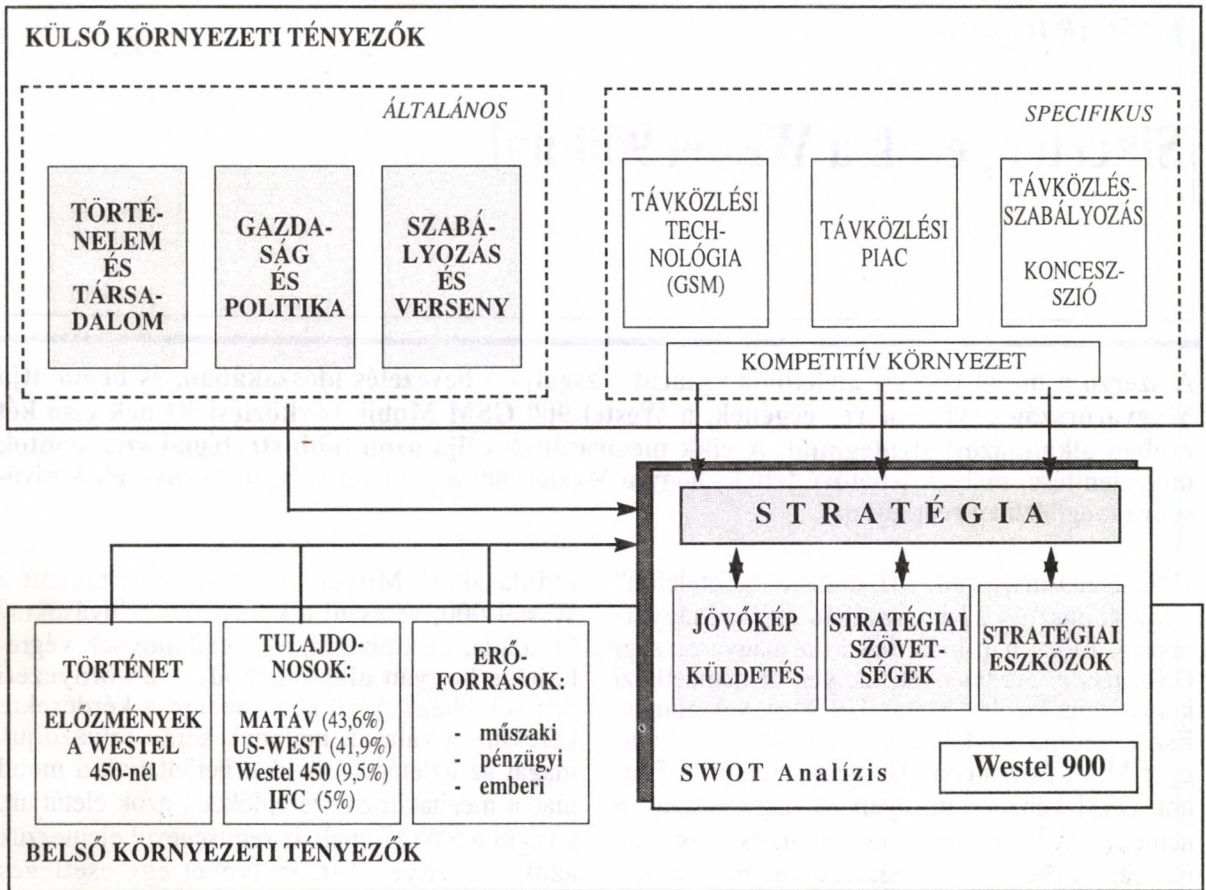 KÜLSŐ KÖRNYEZETI TÉNYEZŐK
ÁLTALÁNOS
TÖRTÉ-
NELEM
ÉS
TÁRSA-
DALOM
GAZDA-
SÁG
ÉS
POLITIKA
SZABÁ-
LYOZÁS
ÉS
VERSENY
SPECIFIKUS
TÁVKÖZLÉSI
TECH-
NOLÓGIA
(GSM)
TÁVKÖZLÉSI
PIAC
TÁVKÖZLÉS-
SZABÁLYOZÁS
KONCESZ-
SZIÓ
KOMPETITÍV KÖRNYEZET
STRATÉGIA
JÖVŐKÉP
KÜLDETÉS
STRATÉGIAI
SZÖVET
SÉGEK
STRATÉGIAI
ESZKÖZÖK
SWOT Analízis
Westel 900
TÖRTÉNET
ELŐZMÉNYEK
A WESTEL
450-nél
TULAJDO-
NOSOK:
MATÁV (43,6%)
US-WEST (41,9%)
Westel 450 (9,5%)
IFC (5%)
ERŐ-
FORRÁSOK:
- műszaki
- pénzügyi
- emberi
BELSŐ KÖRNYEZETI TÉNYEZŐK